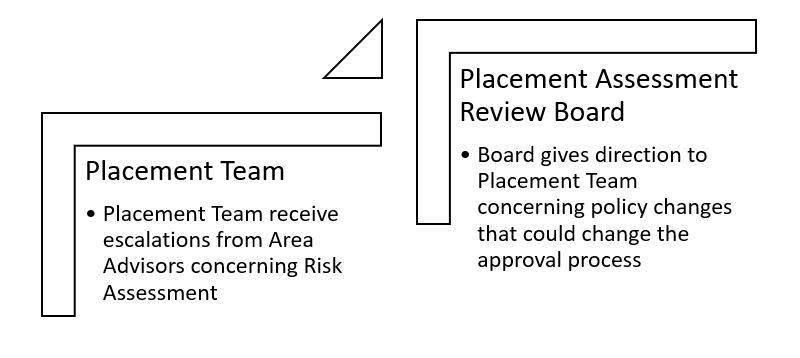 Placement Team
• Placement Team receive
escalations from Area
Advisors concerning Risk
Assessment
Placement Assessment
Review Board
• Board gives direction to
Placement Team
concerning policy changes
that could change the
approval process